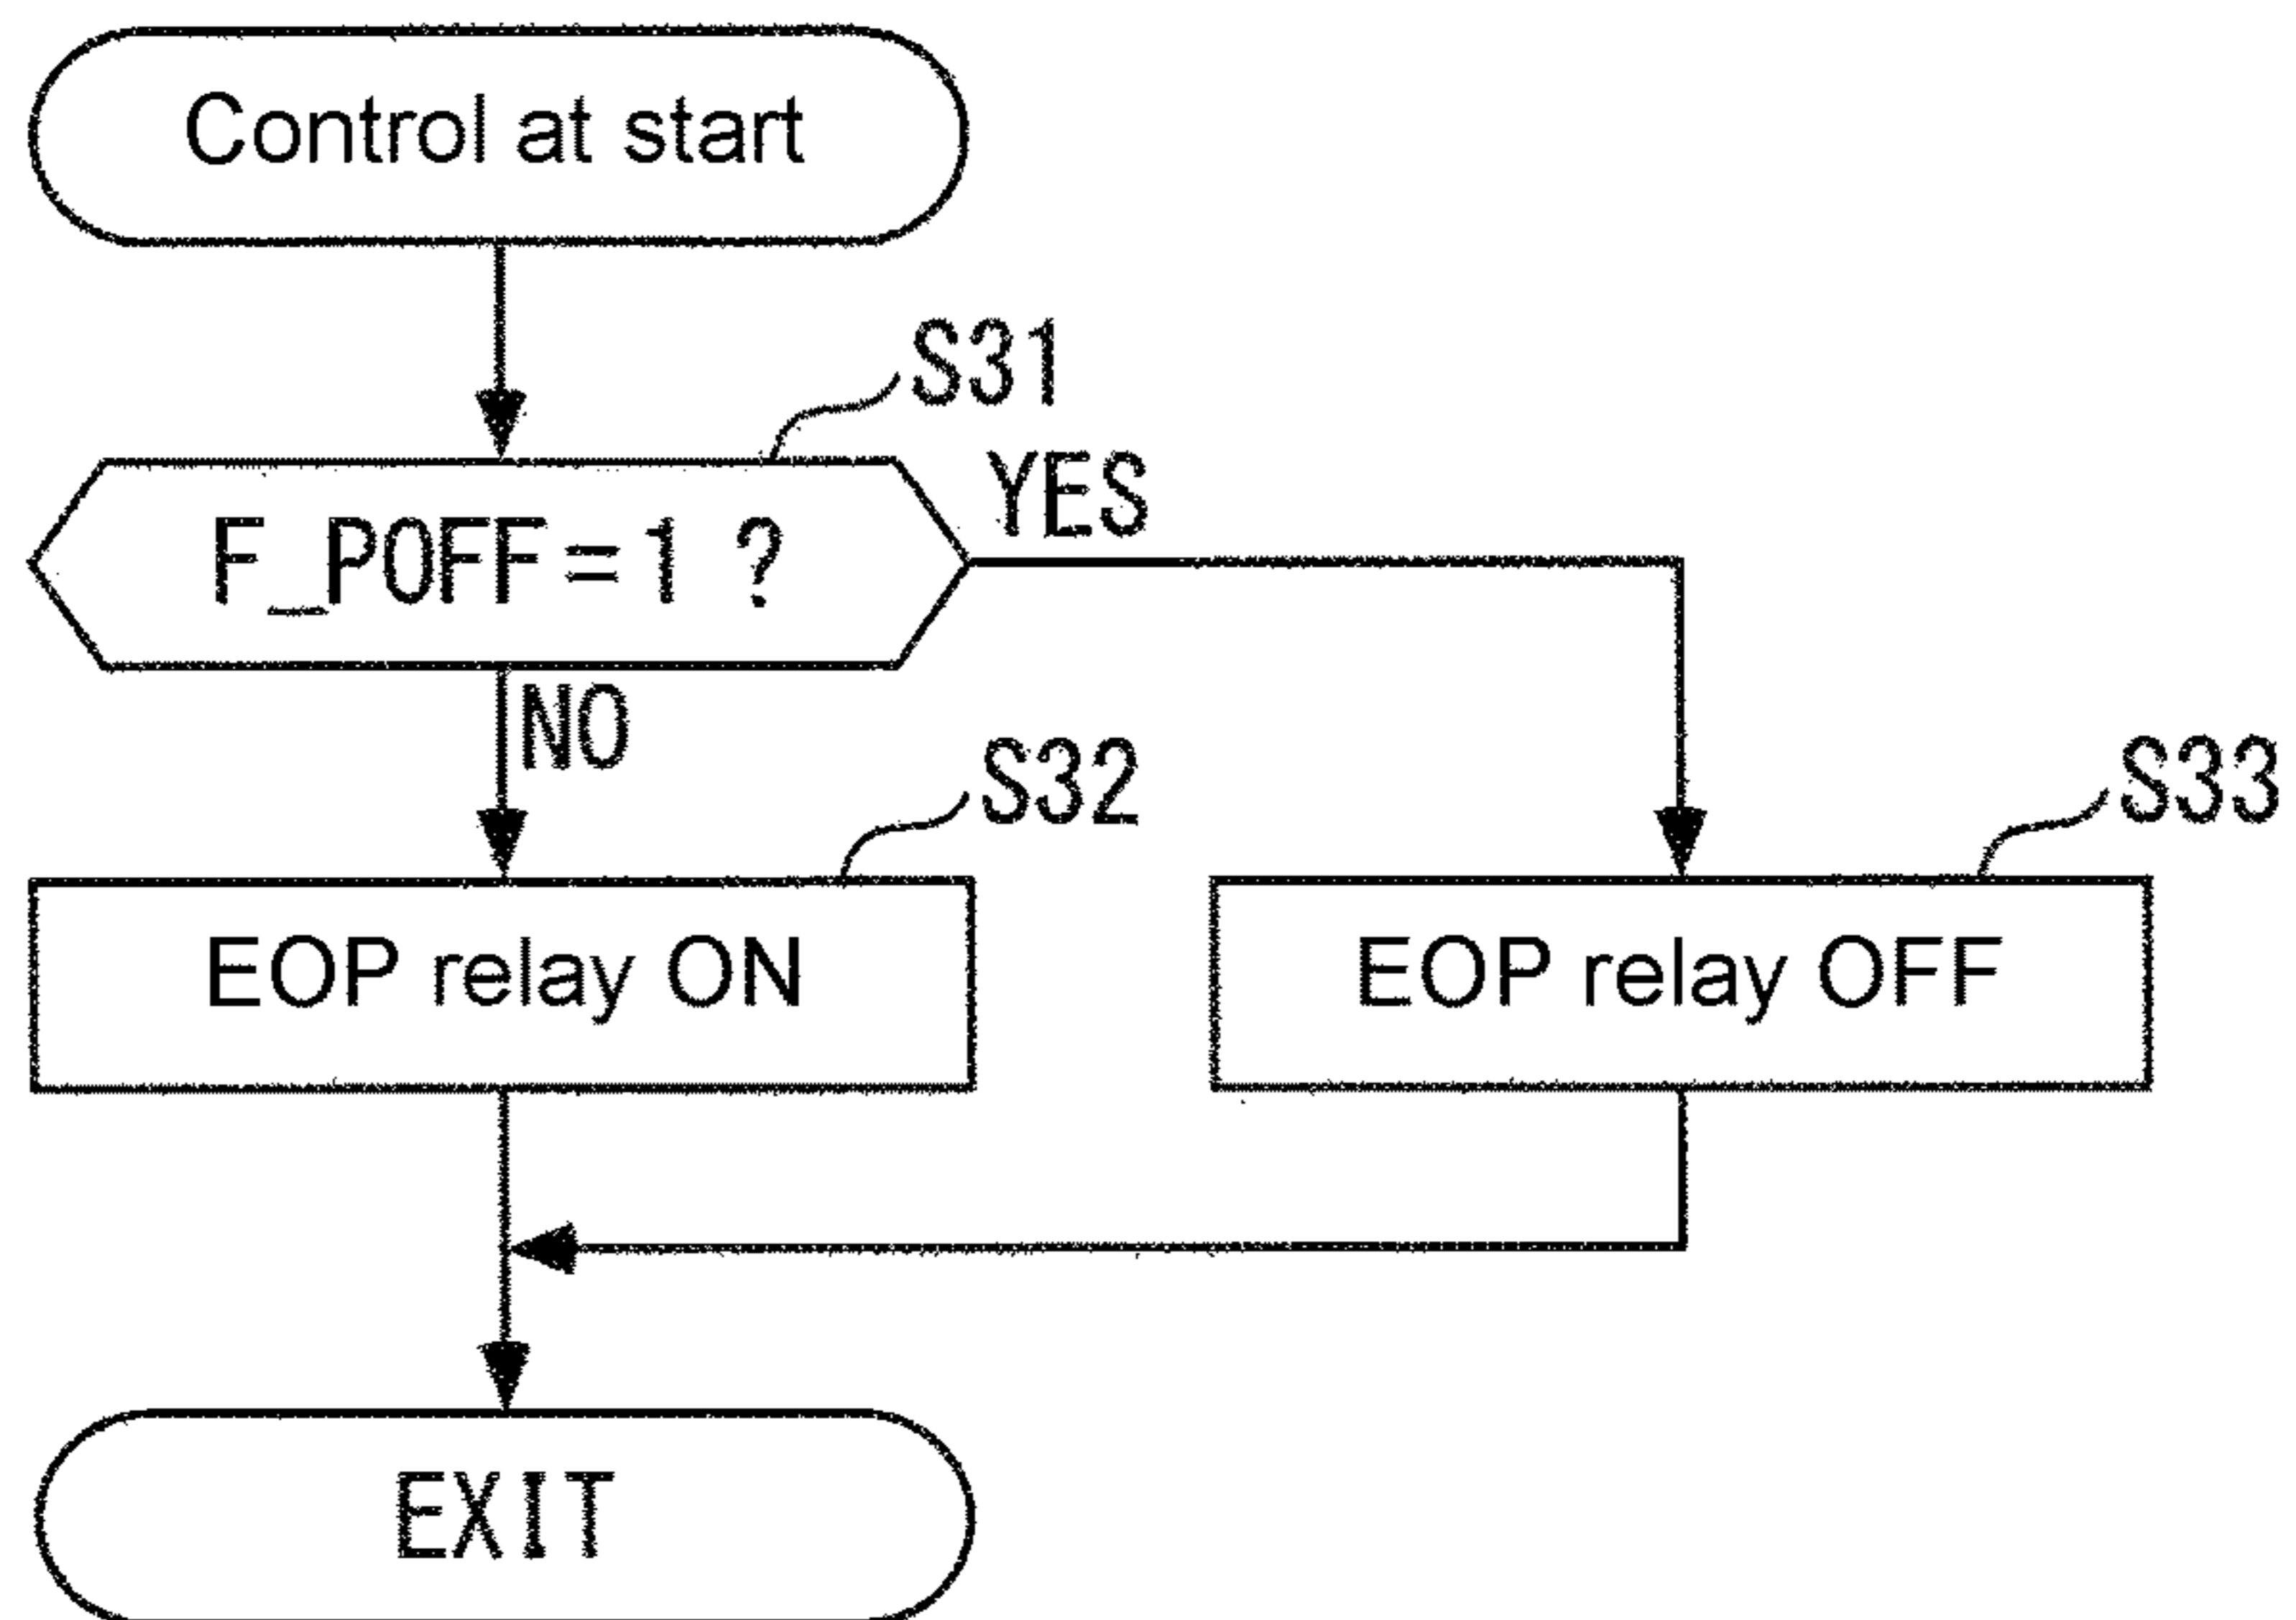 Control at start
S31
F_POFF=1 ?
YES
NO
S32
S33
EOP relay ON
EOP relay OFF
EXIT